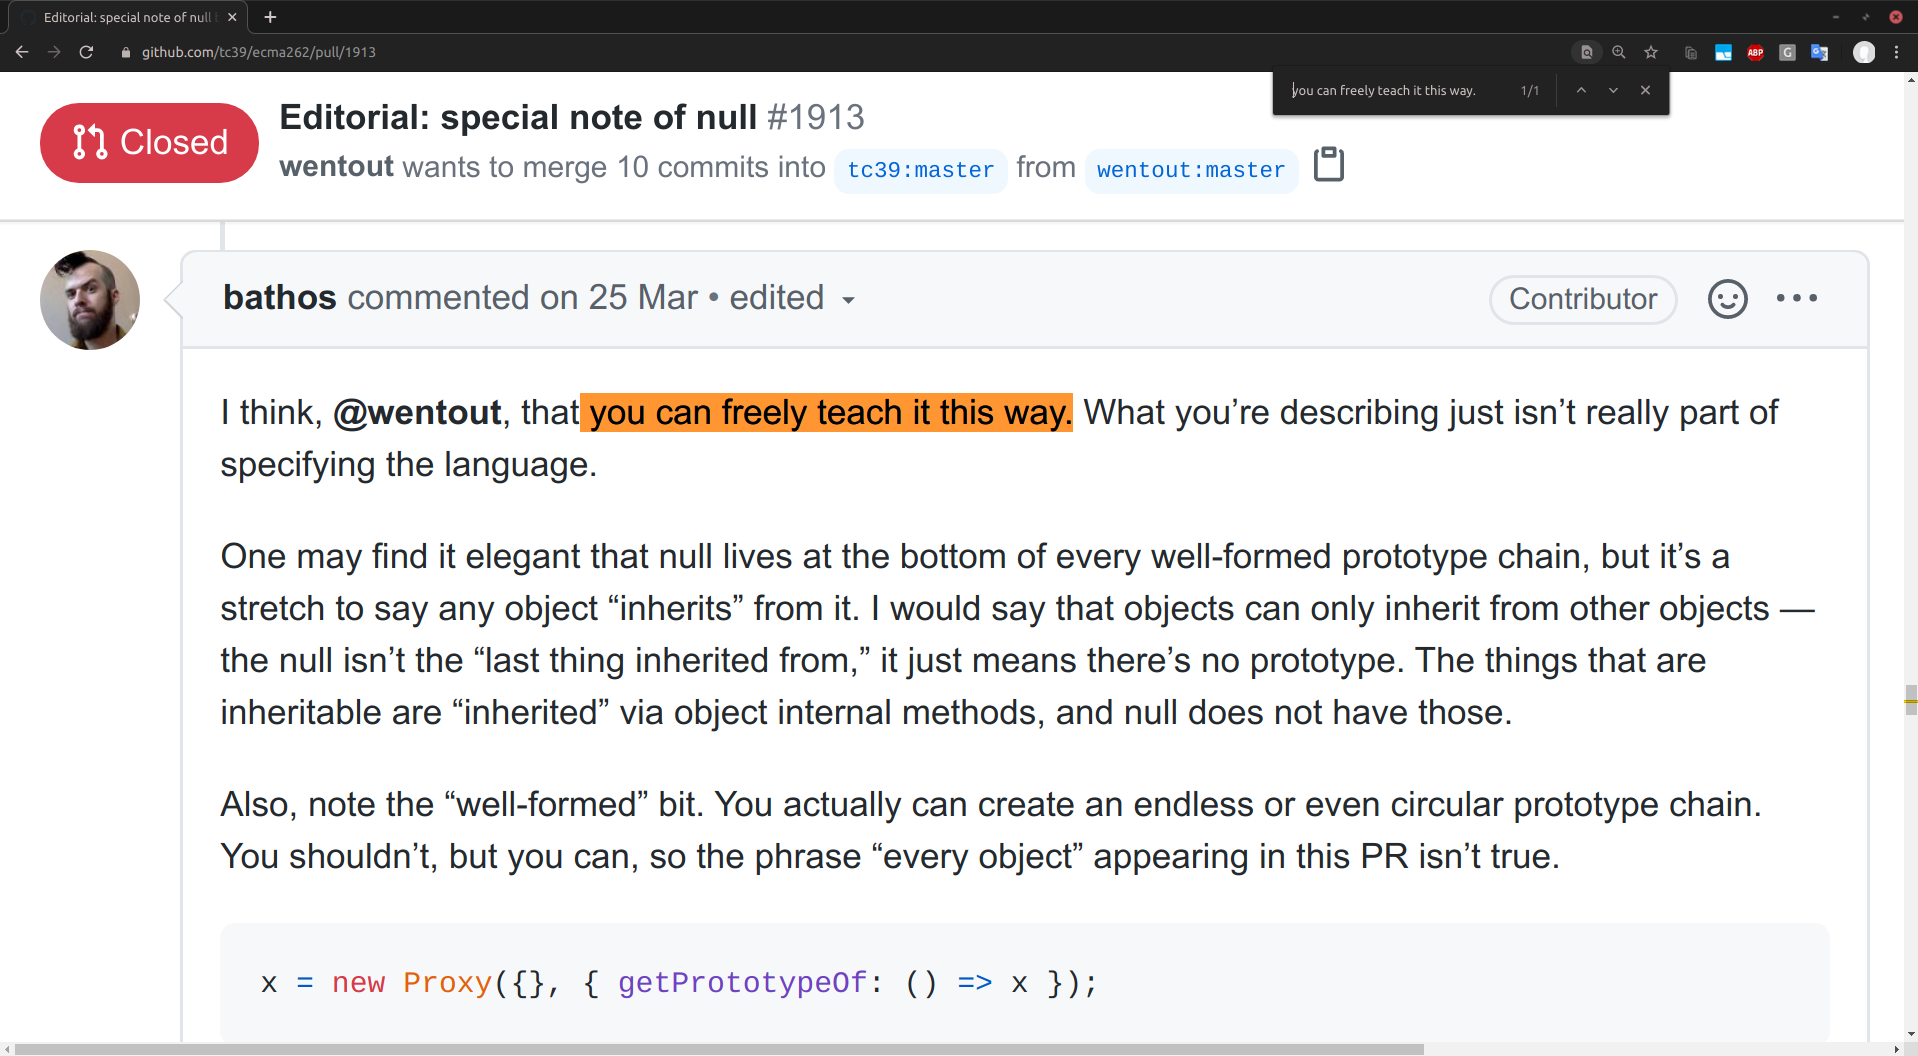 Editorial: special note of null
github.com/tc39/ecma262/pull/1913
ABP
G
you can freely teach it this way. 1/1
Closed
Editorial: special note of null #1913
wentout wants to merge 10 commits into tc39:master from wentout:master
bathos commented on 25 Mar • edited
Contributor
I think, @wentout, that you can freely teach it this way. What you’re describing just isn’t really part of
specifying the language.
One may find it elegant that null lives at the bottom of every well-formed prototype chain, but it’s a
stretch to say any object “inherits” from it. I would say that objects can only inherit from other objects —
the null isn’t the “last thing inherited from,” it just means there’s no prototype. The things that are
inheritable are “inherited” via object internal methods, and null does not have those.
Also, note the “well-formed” bit. You actually can create an endless or even circular prototype chain.
You shouldn’t, but you can, so the phrase “every object” appearing in this PR isn’t true.
x = new Proxy({}, { getPrototypeOf: () => x });